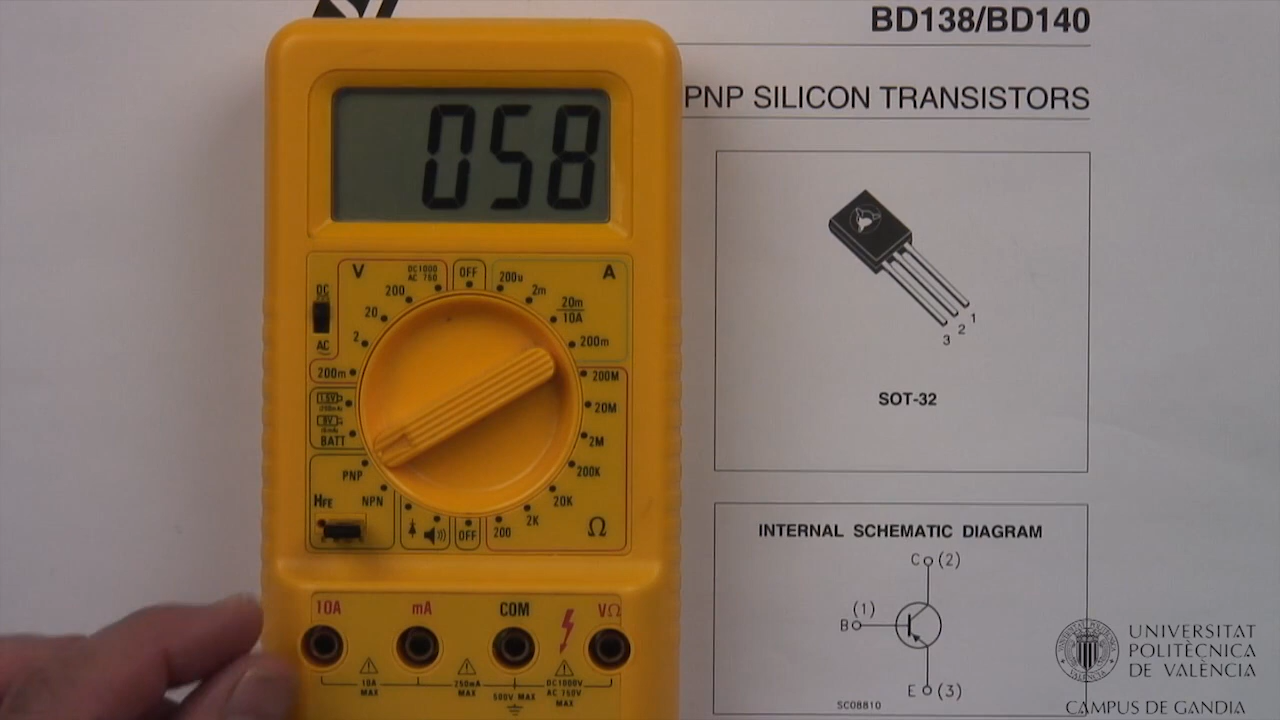 BD138/BD140
PNP SILICON TRANSISTORS
058
V
DC1000
AC 750
OFF
200u
A
200
2m
DC
20
20m
10A
AC
2
200m
200m
200M
1.5V
20M
9V
BATT
2M
PNP
200K
HFE
NPN
20K
2K
OFF
200
Ω
10A
mA
COM
VΩ
10A
MAX
250mA
MAX
500V MAX
DC1000V
AC 750V
MAX
1
2
3
SOT-32
INTERNAL SCHEMATIC DIAGRAM
C (2)
(1)
B
E (3)
SC08810
UNIVERSITAT
POLITÈCNICA
DE VALÈNCIA
CAMPUS DE GANDIA